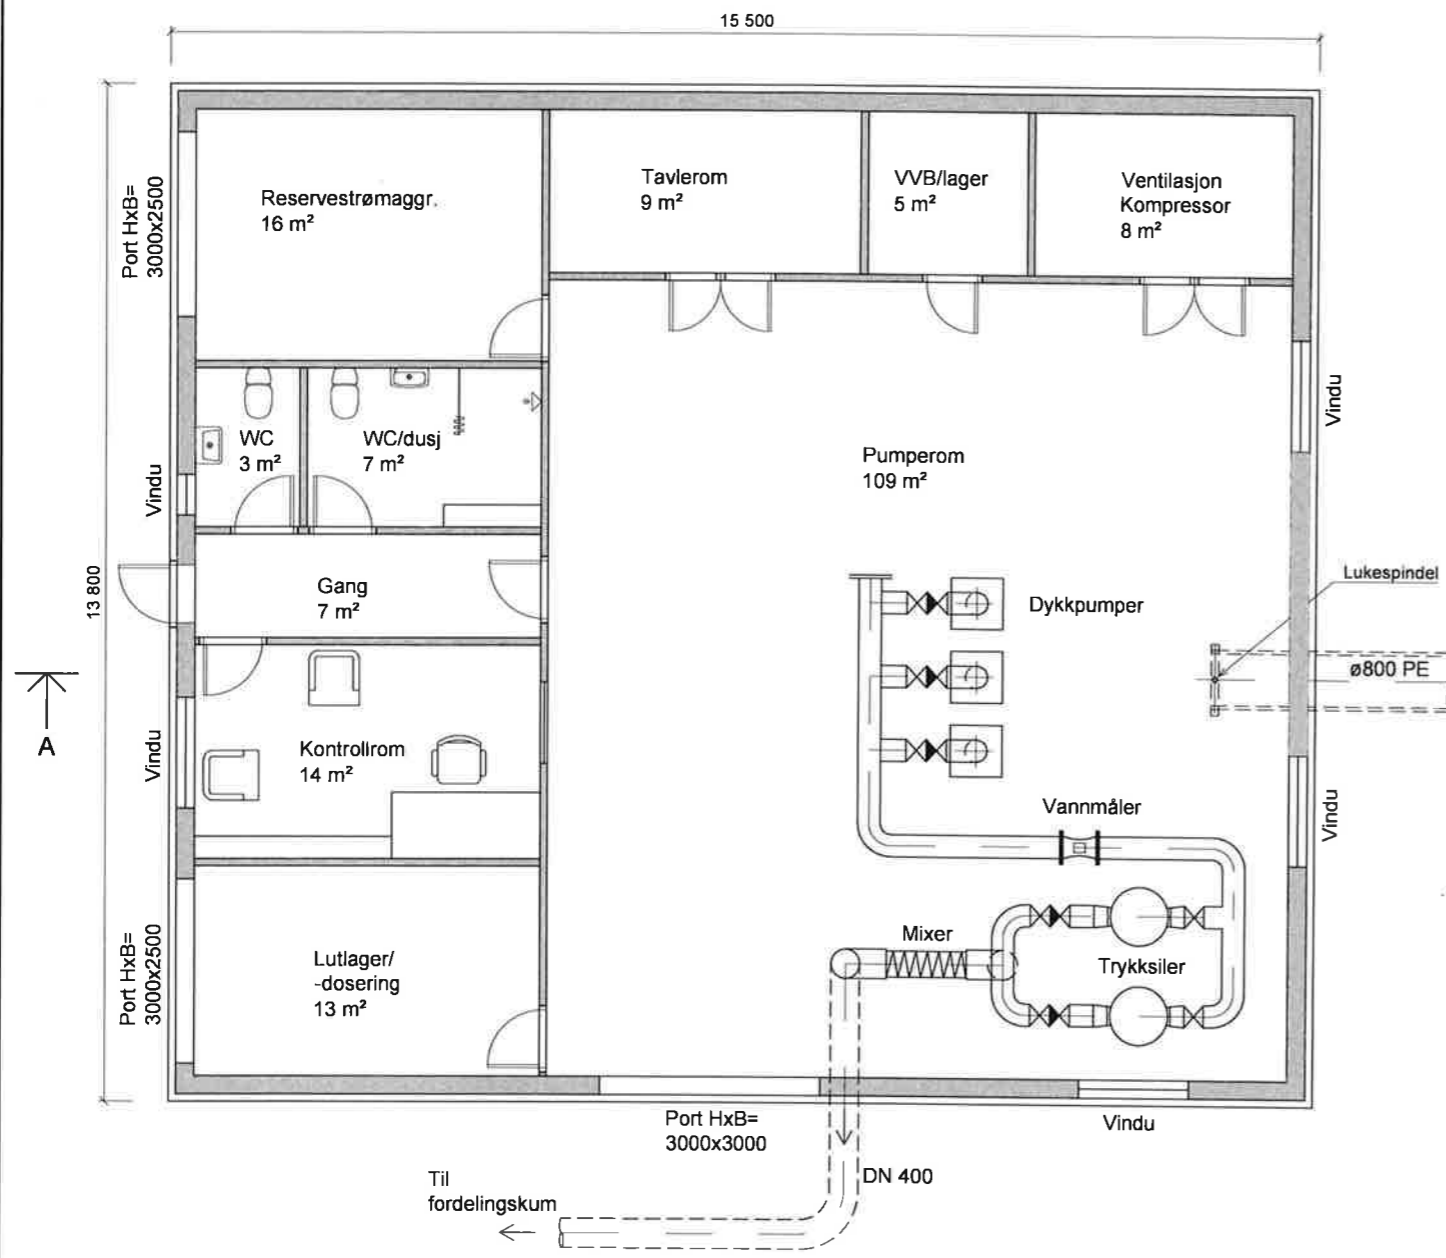 15 500
Port HxB=
3000x2500
Reservestrømaggr.
16 m²
Tavlerom
9 m²
VVB/lager
5 m²
Ventilasjon
Kompressor
8 m²
Vindu
WC
3 m²
WC/dusj
7 m²
Pumperom
109 m²
Vindu
13 800
Gang
7 m²
Dykkpumper
Lukespindel
ø800 PE
A
Vindu
Kontrollrom
14 m²
Vannmåler
Vindu
Port HxB=
3000x2500
Lutlager/
-dosering
13 m²
Mixer
Trykksiler
Port HxB=
3000x3000
Vindu
DN 400
Til
fordelingskum